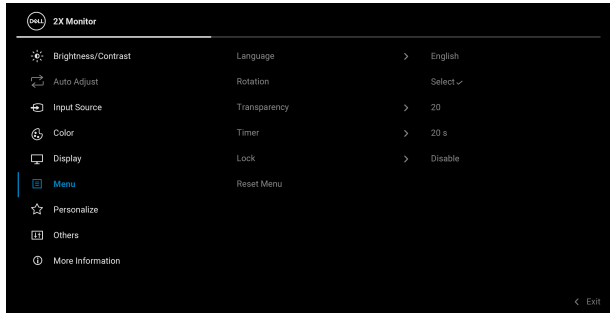 DELL 2X Monitor
Brightness/Contrast Language > English
Auto Adjust Rotation Select ✓
Input Source Transparency > 20
Color Timer > 20 s
Display Lock > Disable
Menu Reset Menu
Personalize
Others
More Information
< Exit